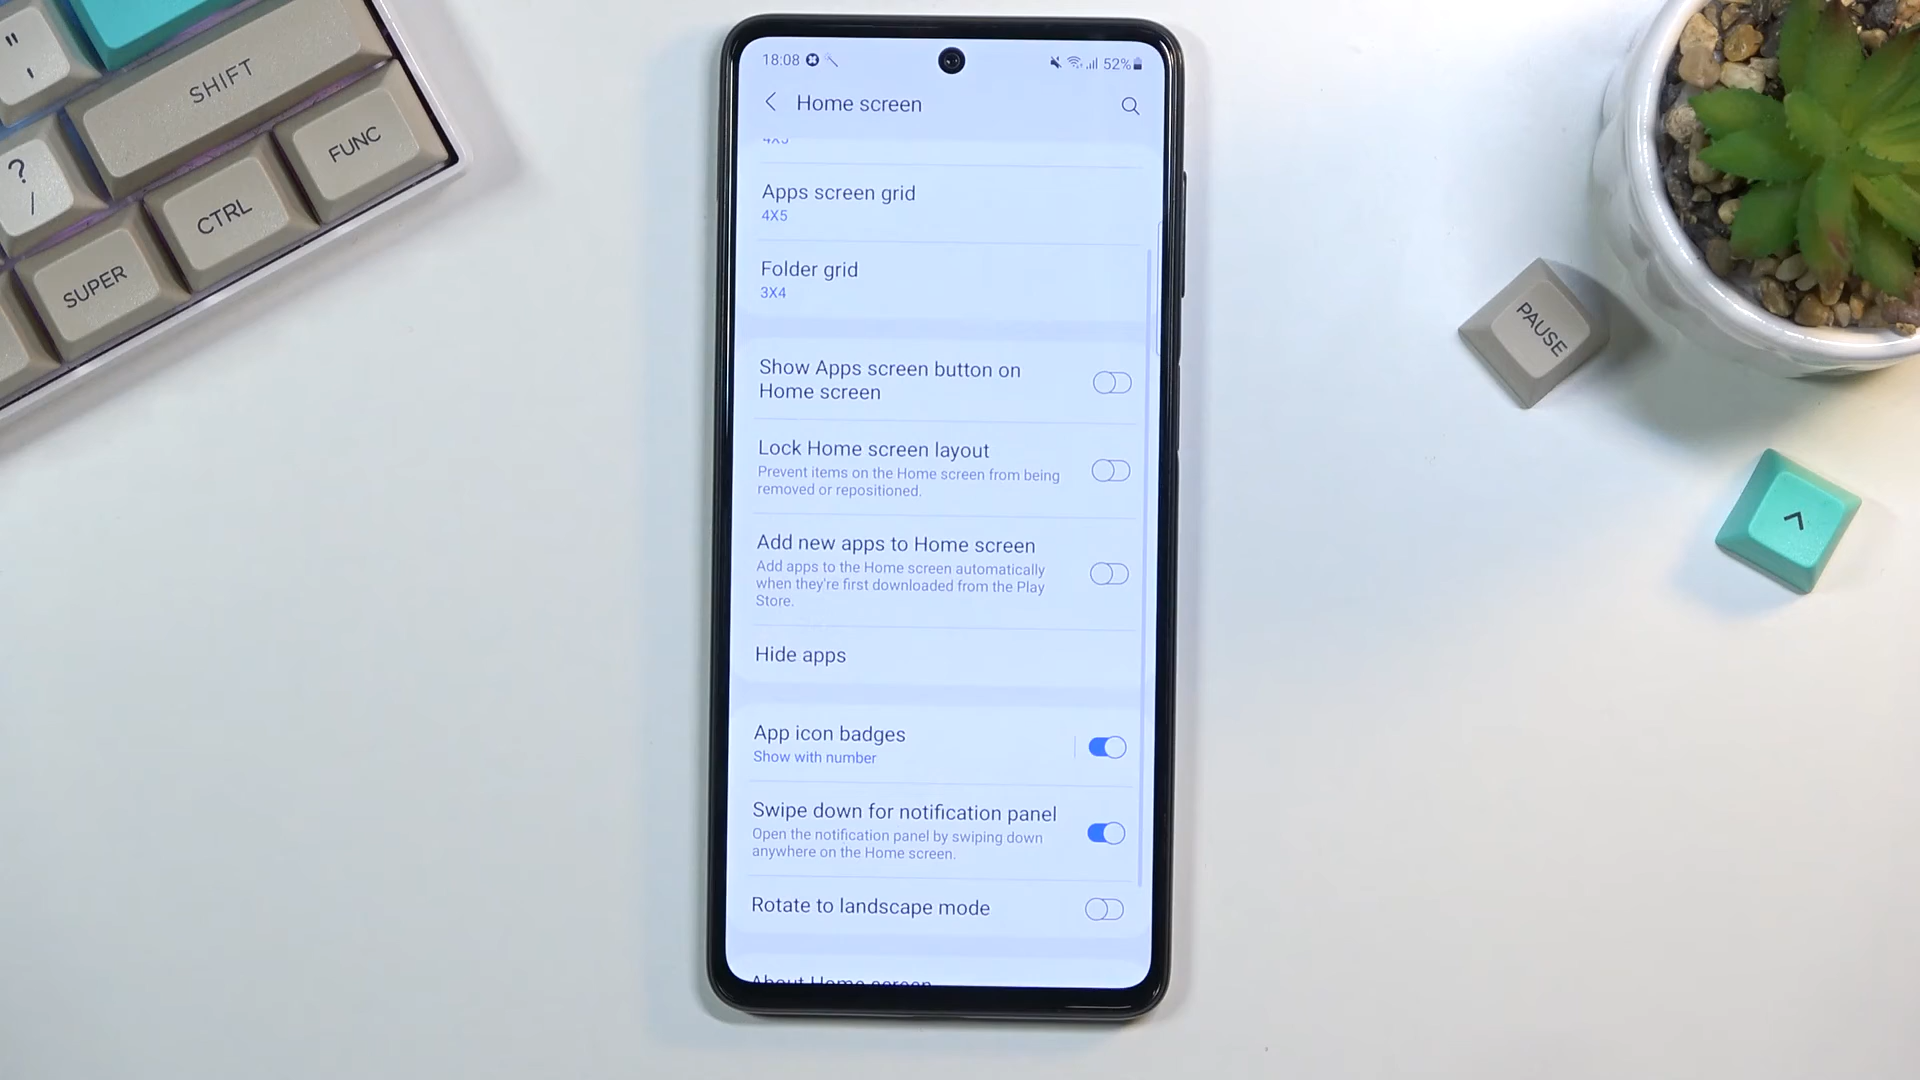 "
'
SHIFT
FUNC
?
/
CTRL
SUPER
PAUSE
^
18:08
52%
Home screen
Apps screen grid
4X5
Folder grid
3X4
Show Apps screen button on
Home screen
Lock Home screen layout
Prevent items on the Home screen from being
removed or repositioned.
Add new apps to Home screen
Add apps to the Home screen automatically
when they're first downloaded from the Play
Store.
Hide apps
App icon badges
Show with number
Swipe down for notification panel
Open the notification panel by swiping down
anywhere on the Home screen.
Rotate to landscape mode
About Home screen